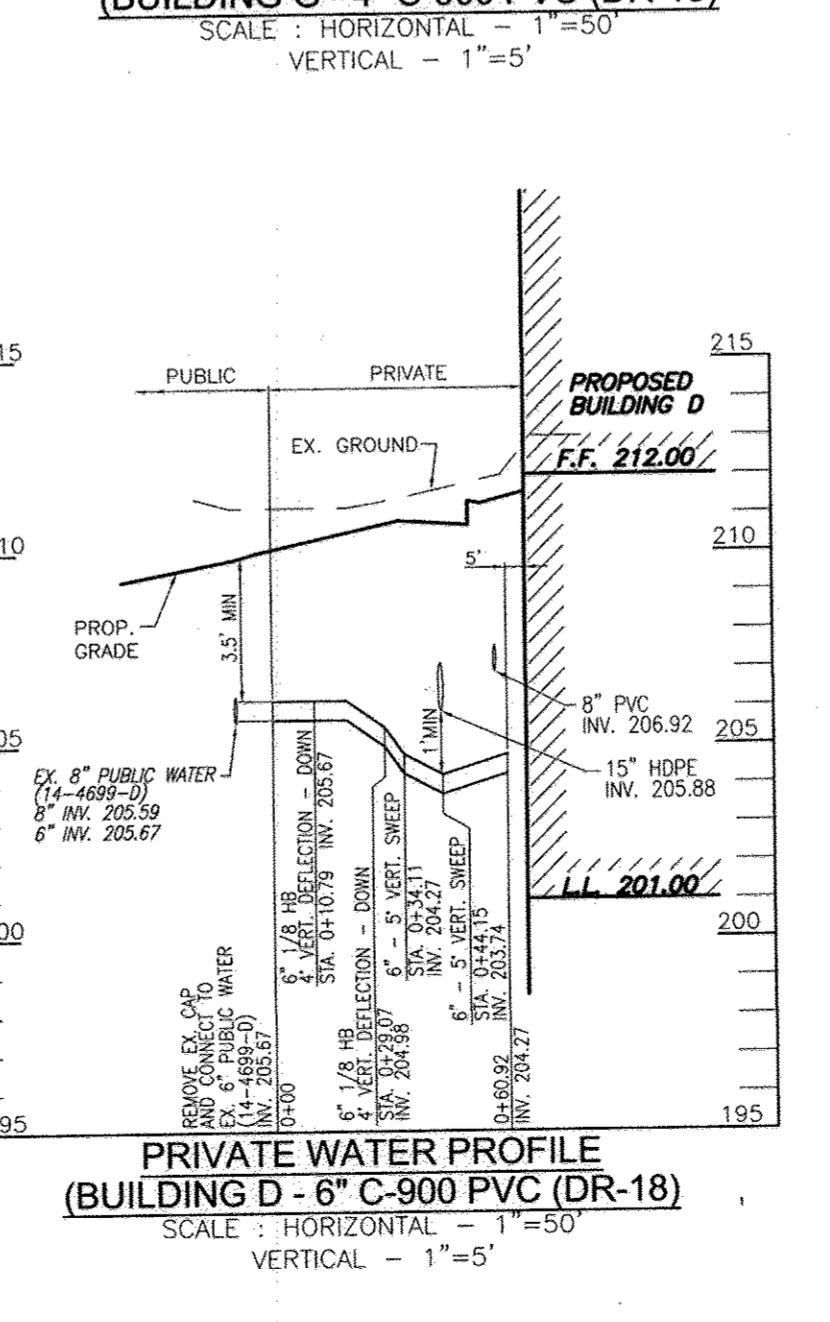 SCALE : HORIZONTAL - 1"=50'
VERTICAL - 1"=5'
215
PUBLIC
PRIVATE
PROPOSED
BUILDING D
EX. GROUND
F.F. 212.00
210
5'
3.5' MIN
PROP.
GRADE
8" PVC
INV. 206.92
205
1' MIN
15" HDPE
INV. 205.88
EX. 8" PUBLIC WATER
(14-4699-D)
8" INV. 205.59
6" INV. 205.67
L.L. 201.00
200
REMOVE EX. CAP
AND CONNECT TO
EX. 6" PUBLIC WATER
(14-4699-D)
INV. 205.67
0+00
6" 1/8 HB
4' VERT. DEFLECTION - DOWN
STA. 0+10.79 INV. 205.67
6" 1/8 HB
4' VERT. DEFLECTION - DOWN
STA. 0+29.07
INV. 204.98
6" - 5' VERT. SWEEP
STA. 0+34.11
INV. 204.27
6" - 5' VERT. SWEEP
STA. 0+44.15
INV. 203.74
0+60.92
INV. 204.27
195
PRIVATE WATER PROFILE
(BUILDING D - 6" C-900 PVC (DR-18)
SCALE : HORIZONTAL - 1"=50'
VERTICAL - 1"=5'